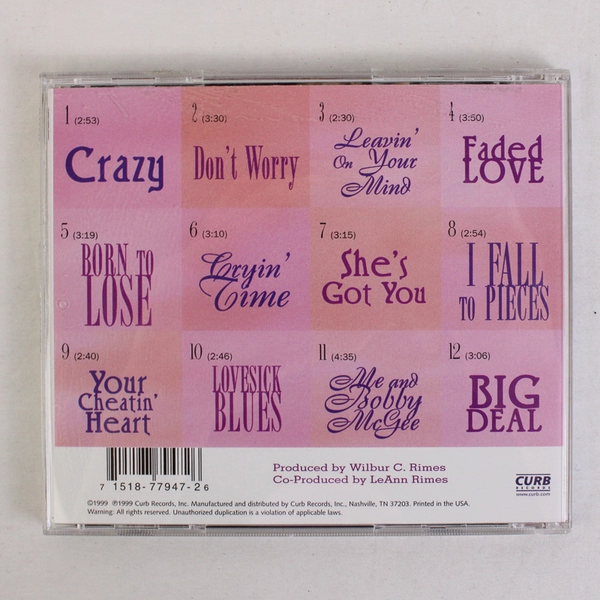 1 (2:53)
Crazy
2 (3:30)
Don't Worry
3 (2:30)
Leavin'
On Your
Mind
4 (3:50)
Faded
LOVE
5 (3:19)
BORN TO
LOSE
6 (3:10)
Cryin'
Time
7 (3:15)
She's
Got You
8 (2:54)
I FALL
TO PIECES
9 (2:40)
Your
Cheatin'
Heart
10 (2:46)
LOVESICK
BLUES
11 (4:35)
Me and
Bobby
McGee
12 (3:06)
BIG
DEAL
7 15187-77947-2 6
Produced by Wilbur C. Rimes
Co-Produced by LeAnn Rimes
CURB
RECORDS
www.curb.com
©1999 ℗1999 Curb Records, Inc. Manufactured and distributed by Curb Records, Inc., Nashville, TN 37203. Printed in the USA.
Warning: All rights reserved. Unauthorized duplication is a violation of applicable laws.